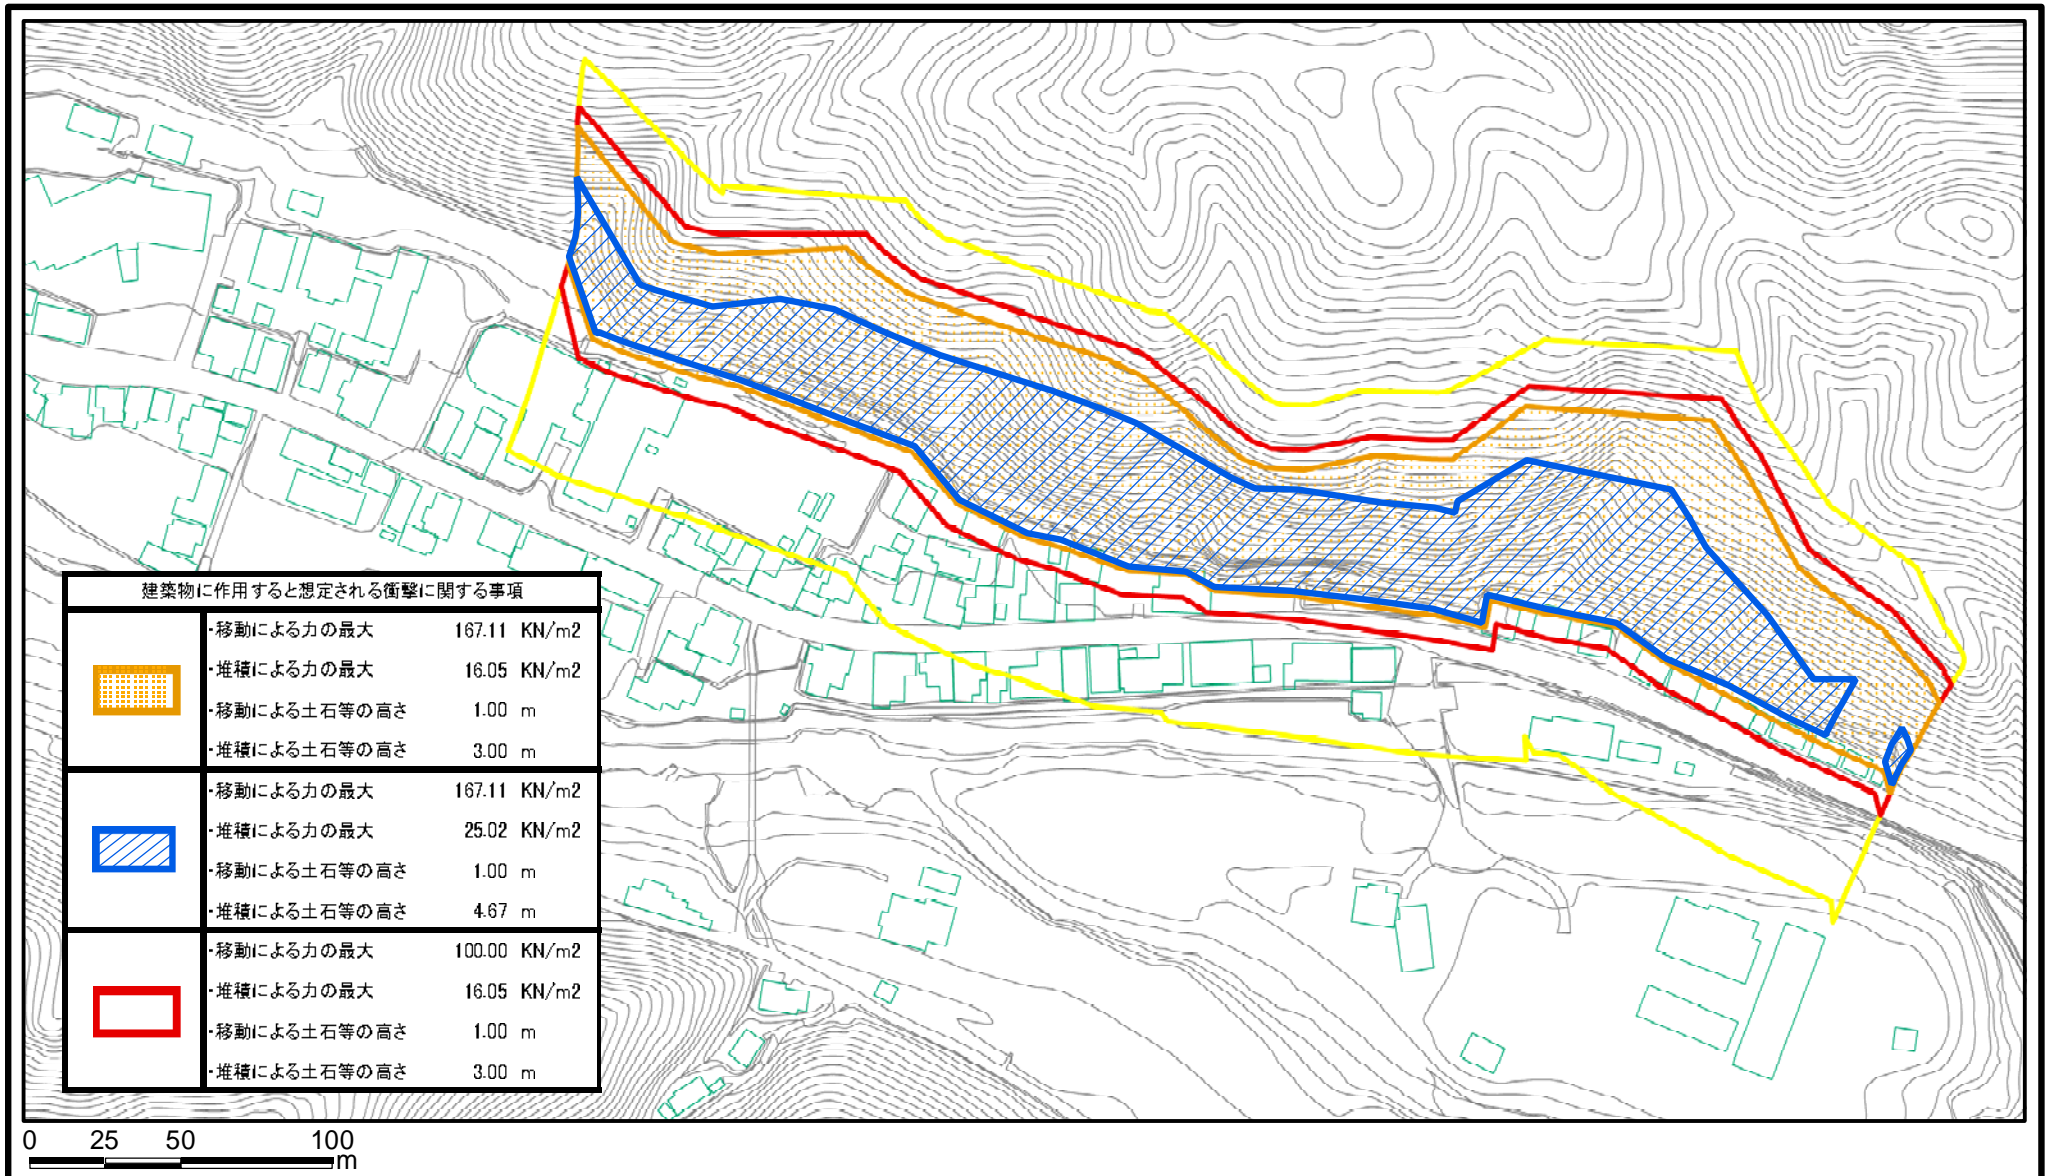 建築物に作用すると想定される衝撃に関する事項
・移動による力の最大 167.11 KN/m2
・堆積による力の最大 16.05 KN/m2
・移動による土石等の高さ 1.00 m
・堆積による土石等の高さ 3.00 m
・移動による力の最大 167.11 KN/m2
・堆積による力の最大 25.02 KN/m2
・移動による土石等の高さ 1.00 m
・堆積による土石等の高さ 4.67 m
・移動による力の最大 100.00 KN/m2
・堆積による力の最大 16.05 KN/m2
・移動による土石等の高さ 1.00 m
・堆積による土石等の高さ 3.00 m
0 25 50 100
m